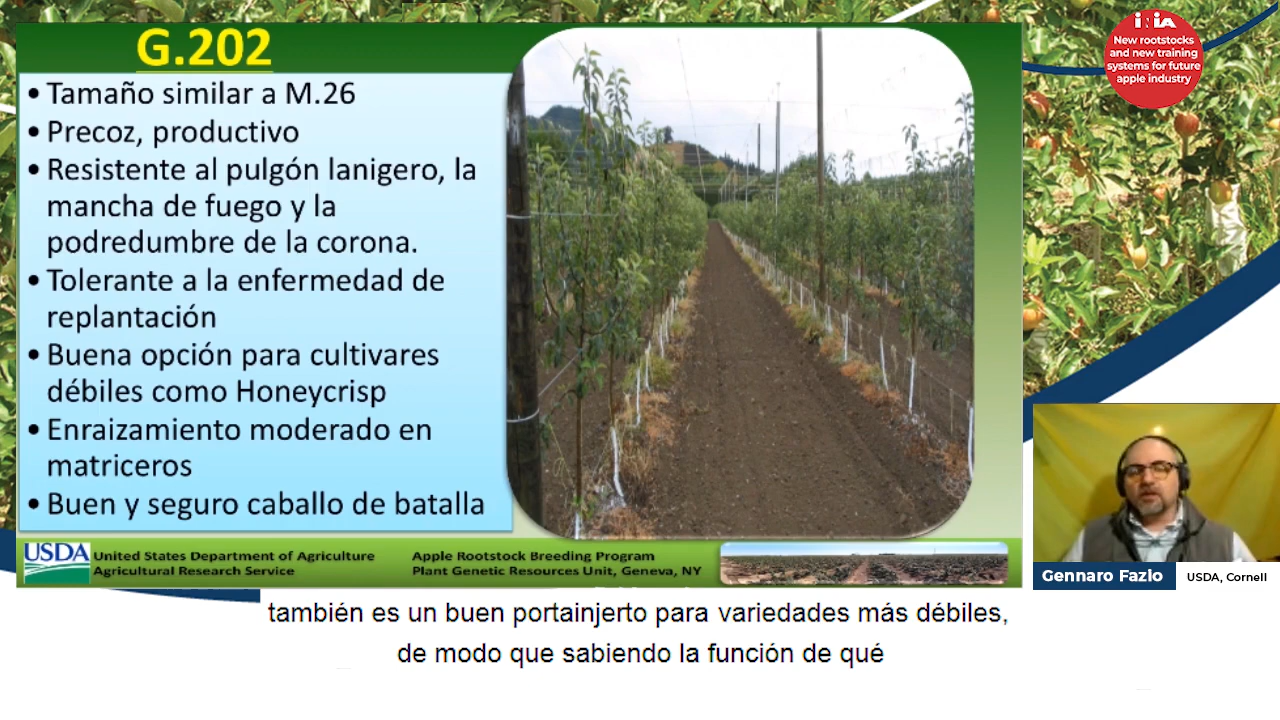 G.202
• Tamaño similar a M.26
• Precoz, productivo
• Resistente al pulgón lanigero, la
mancha de fuego y la
podredumbre de la corona.
• Tolerante a la enfermedad de
replantación
• Buena opción para cultivares
débiles como Honeycrisp
• Enraizamiento moderado en
matriceros
• Buen y seguro caballo de batalla
USDA
United States Department of Agriculture
Agricultural Research Service
Apple Rootstock Breeding Program
Plant Genetic Resources Unit, Geneva, NY
iNiA
New rootstocks
and new training
systems for future
apple industry
Gennaro Fazio
USDA, Cornell
también es un buen portainjerto para variedades más débiles,
de modo que sabiendo la función de qué